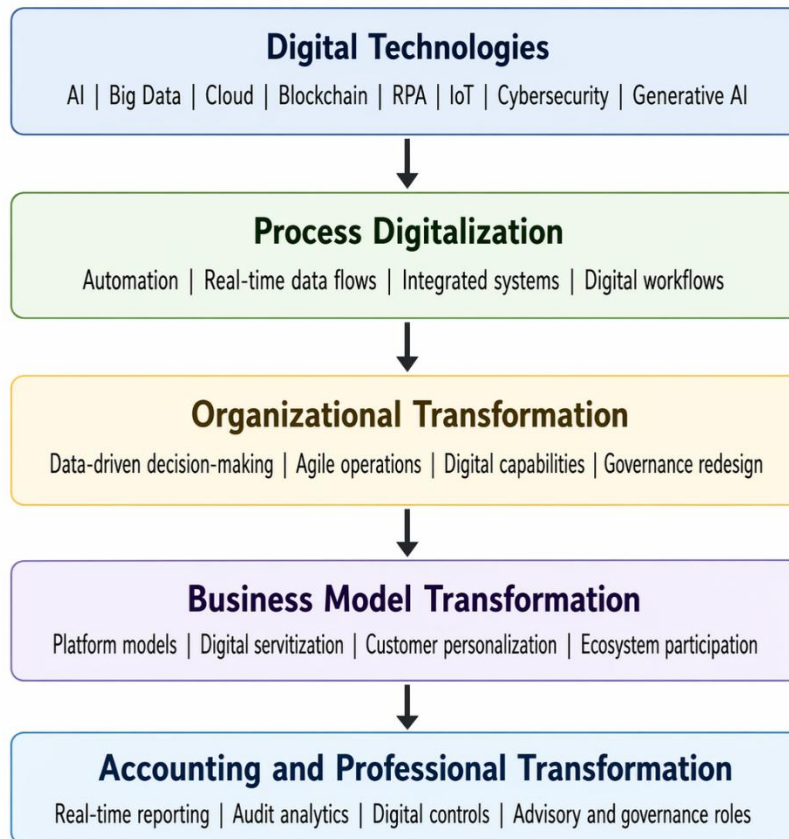 Digital Technologies
AI | Big Data | Cloud | Blockchain | RPA | IoT | Cybersecurity | Generative AI
Process Digitalization
Automation | Real-time data flows | Integrated systems | Digital workflows
Organizational Transformation
Data-driven decision-making | Agile operations | Digital capabilities | Governance redesign
Business Model Transformation
Platform models | Digital servitization | Customer personalization | Ecosystem participation
Accounting and Professional Transformation
Real-time reporting | Audit analytics | Digital controls | Advisory and governance roles